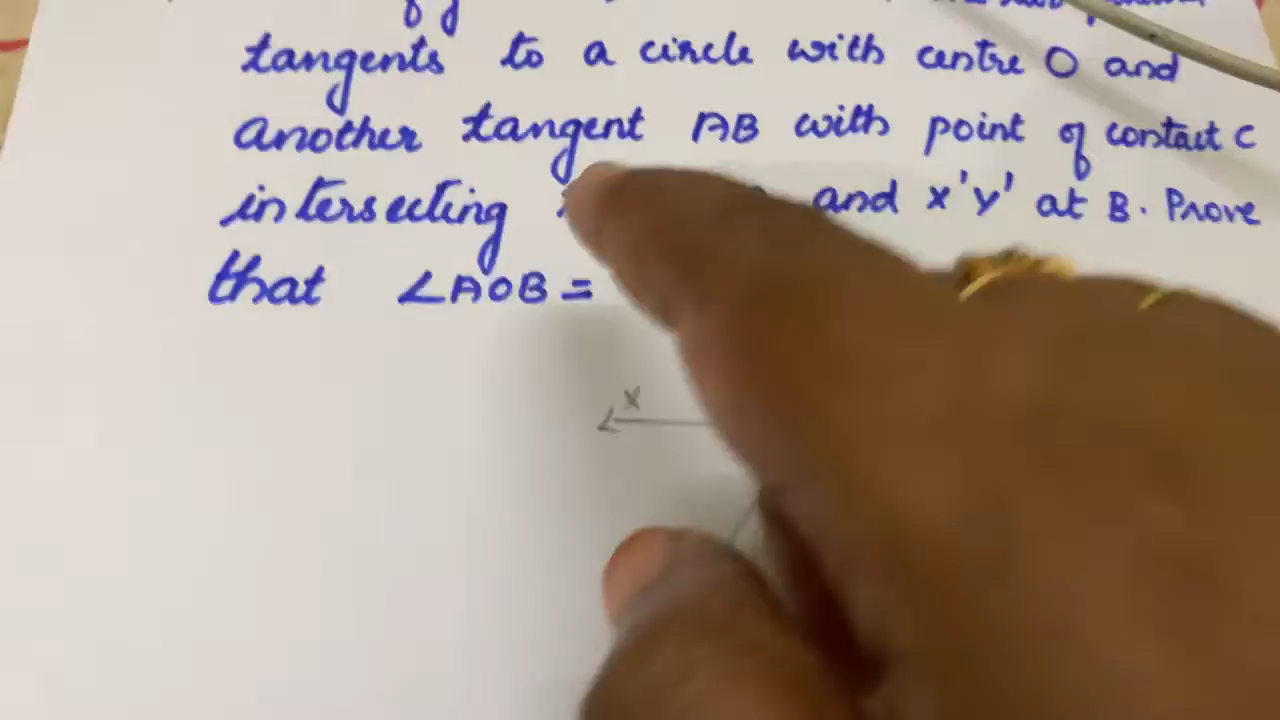 tangents to a circle with centre O and
another tangent AB with point of contact C
intersecting and X'Y' at B. Prove
that ∠AOB =
X